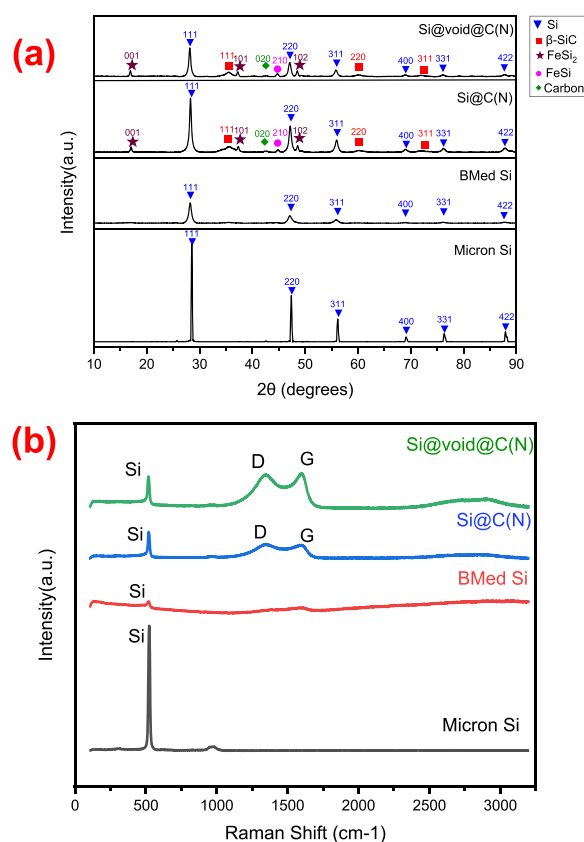 (a)
Si@void@C(N)
001 111 111 101 020 210 220 102 311 220 400 311 331 422
Si@C(N)
001 111 111 101 020 210 220 102 311 220 400 311 331 422
BMed Si
111 220 311 400 331 422
Micron Si
111 220 311 400 331 422
Intensity(a.u.)
10 20 30 40 50 60 70 80 90
2θ (degrees)
Si
β-SiC
FeSi2
FeSi
Carbon
(b)
Si@void@C(N)
Si D G
Si@C(N)
Si D G
BMed Si
Si
Si
Micron Si
Intensity(a.u.)
0 500 1000 1500 2000 2500 3000
Raman Shift (cm-1)